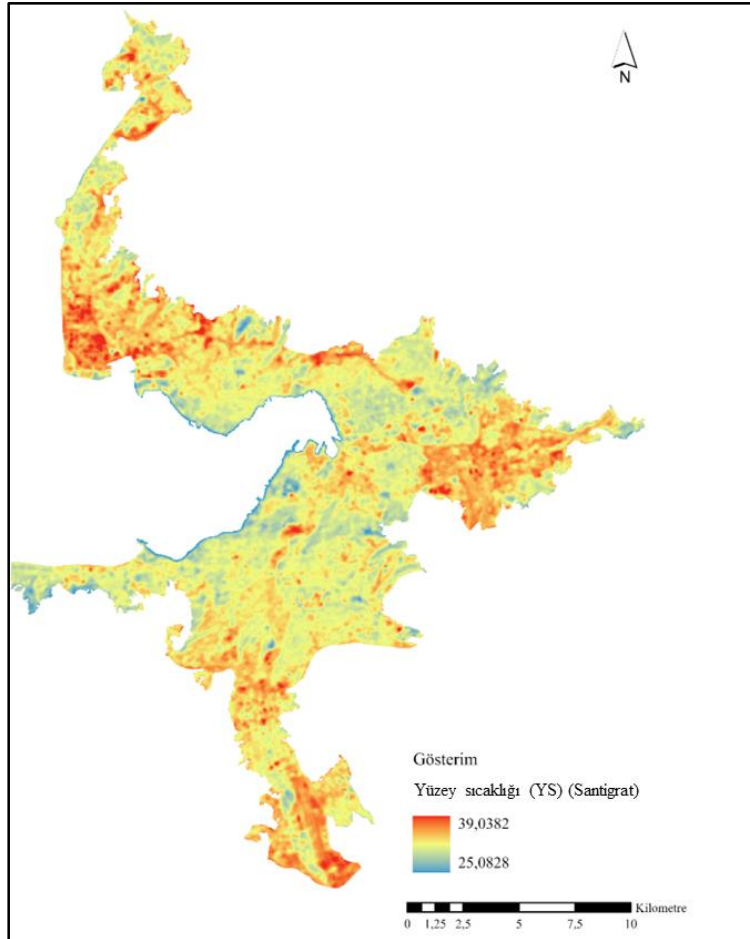 N
Gösterim
Yüzey sıcaklığı (YS) (Santigrat)
39,0382
25,0828
Kilometre
0 1,25 2,5 5 7,5 10